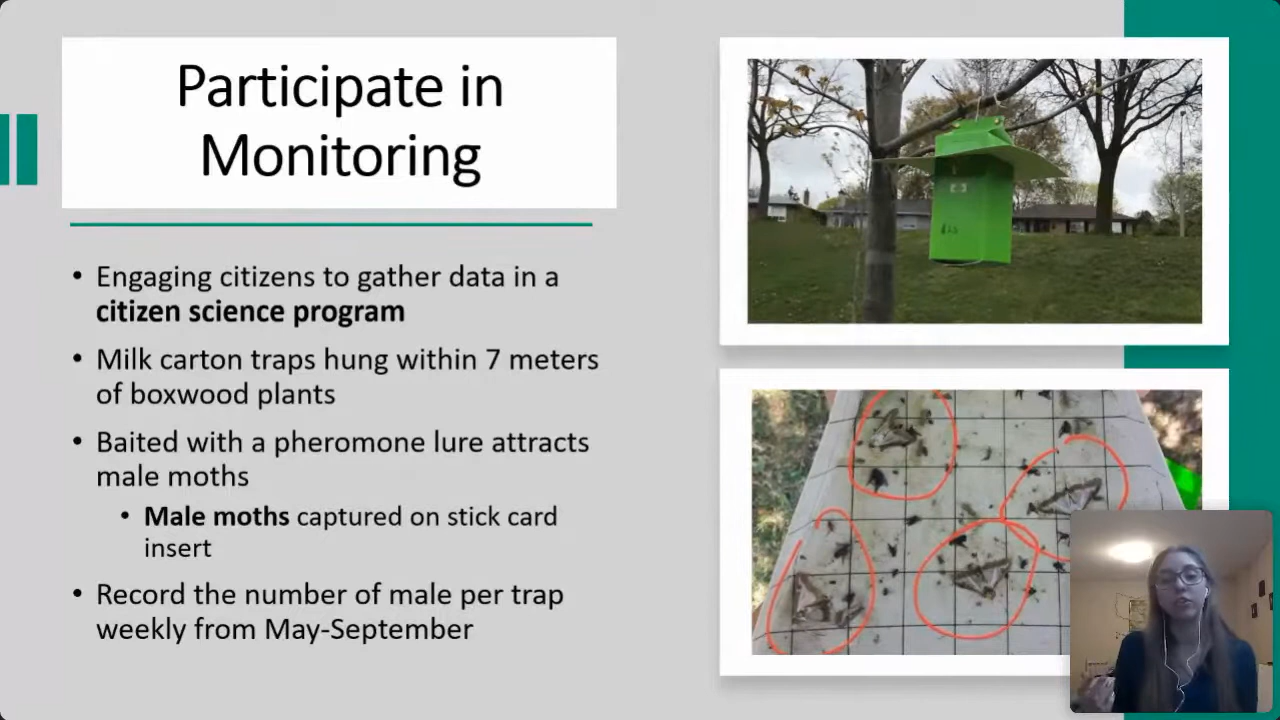 Participate in
Monitoring
• Engaging citizens to gather data in a
citizen science program
• Milk carton traps hung within 7 meters
of boxwood plants
• Baited with a pheromone lure attracts
male moths
• Male moths captured on stick card
insert
• Record the number of male per trap
weekly from May-September